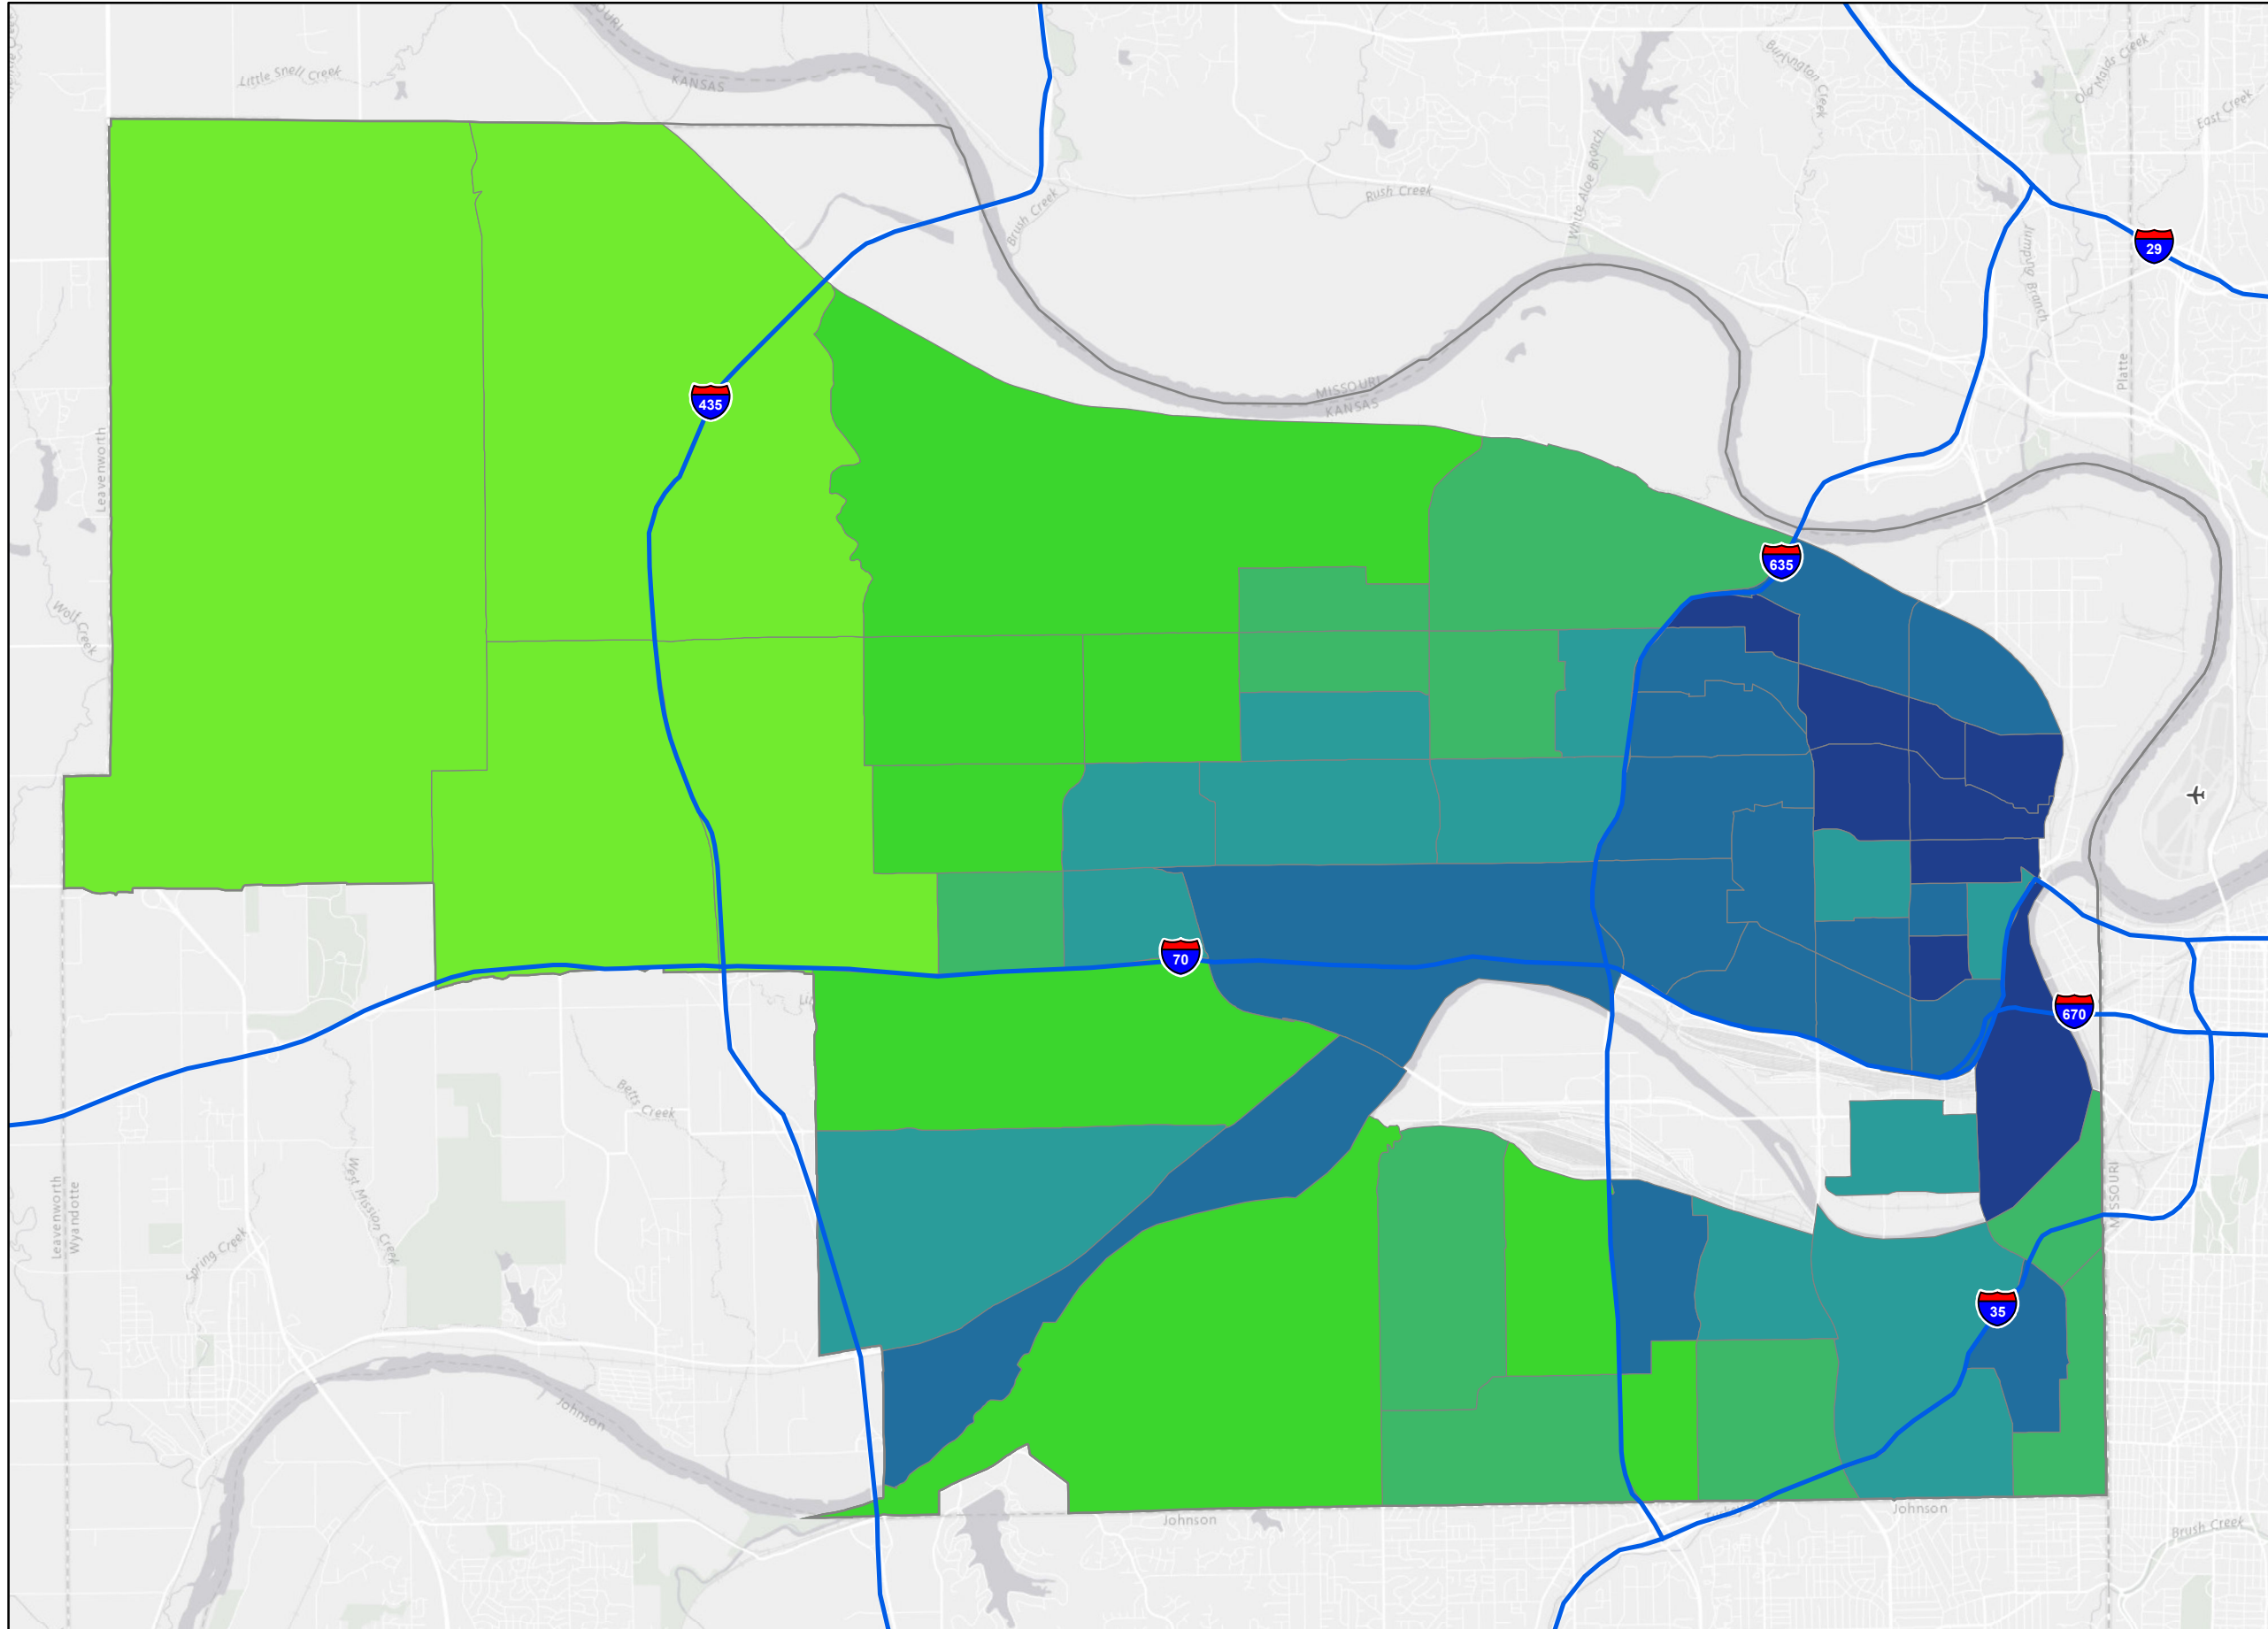 OURI
Little Snell Creek
KANSAS
Burlington Creek
Old Maids Creek
East Creek
White Aloe Branch
Rush Creek
Brush Creek
Jumping Branch
29
Platte
MISSOURI
KANSAS
435
Leavenworth
635
Wolf Creek
70
Lit
670
Betts Creek
West Mission Creek
Leavenworth
Wyandotte
Spring Creek
MISSOURI
35
Johnson
Johnson
Johnson
Brush Creek